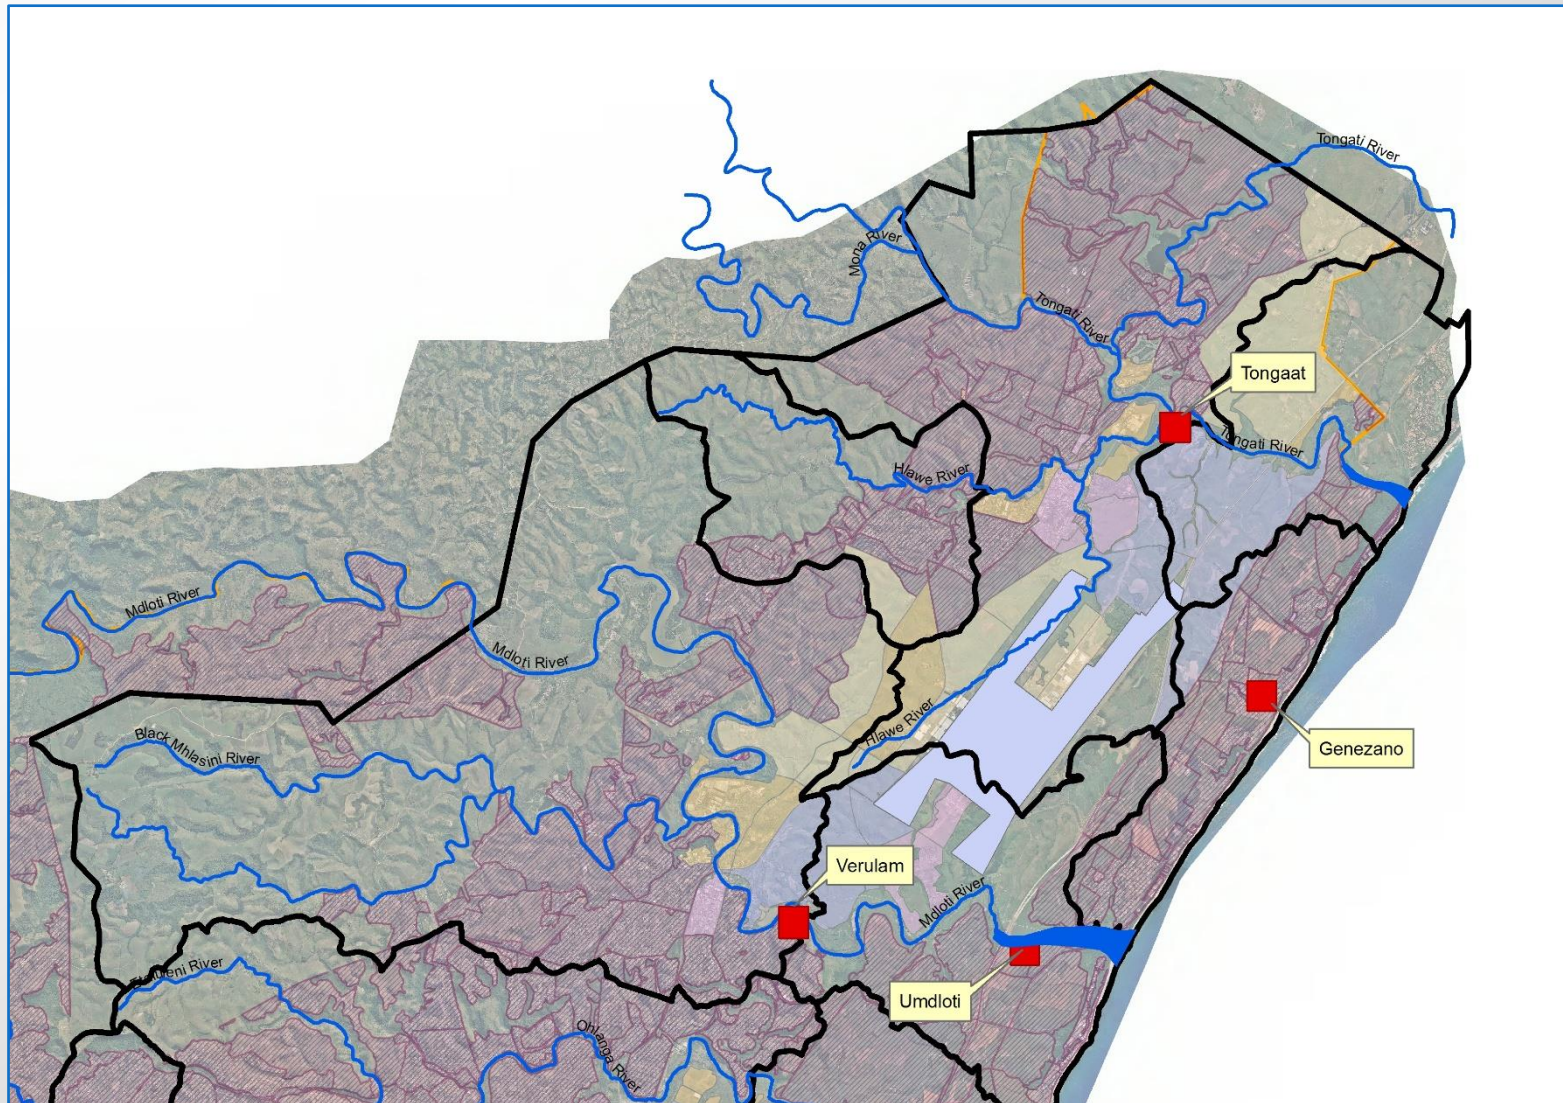 Tongati River
Mona River
Tongati River
Tongaat
Tongati River
Hlawe River
Mdloti River
Mdloti River
Hlawe River
Genezano
Black Mhlasini River
Verulam
Mdloti River
River
Umdloti
Ohlanga River